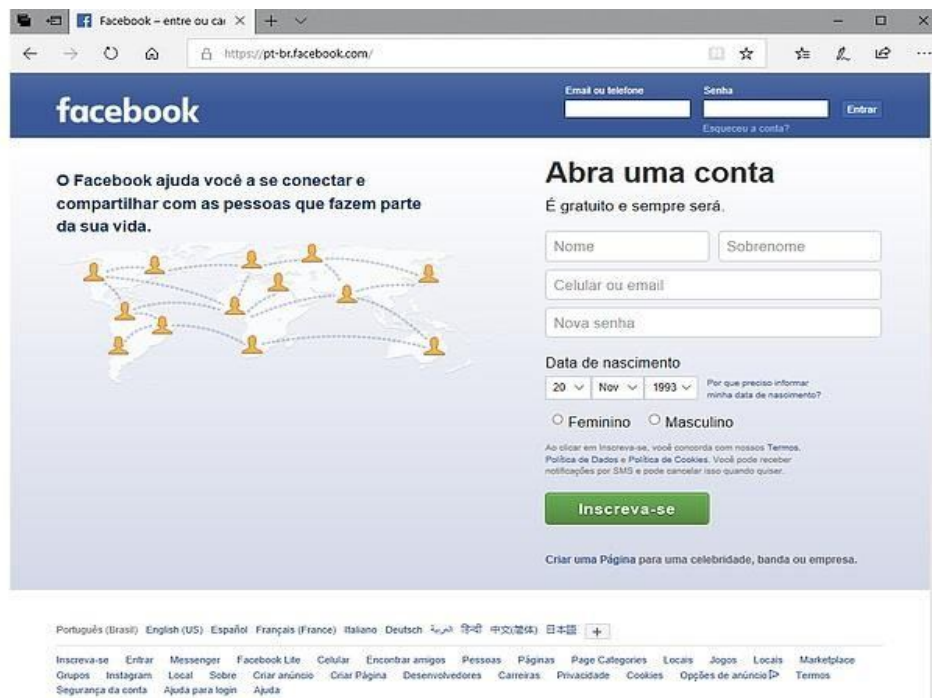 Facebook – entre ou cad
https://pt-br.facebook.com/
facebook
Email ou telefone
Senha
Entrar
Esqueceu a conta?
O Facebook ajuda você a se conectar e
compartilhar com as pessoas que fazem parte
da sua vida.
Abra uma conta
É gratuito e sempre será.
Nome
Sobrenome
Celular ou email
Nova senha
Data de nascimento
20 Nov 1993
Por que preciso informar
minha data de nascimento?
Feminino Masculino
Ao clicar em Inscreva-se, você concorda com nossos Termos,
Política de Dados e Política de Cookies. Você pode receber
notificações por SMS e pode cancelar isso quando quiser.
Inscreva-se
Criar uma Página para uma celebridade, banda ou empresa.
Português (Brasil) English (US) Español Français (France) Italiano Deutsch العربية हिन्दी 中文(简体) 日本語
Inscreva-se Entrar Messenger Facebook Lite Celular Encontrar amigos Pessoas Páginas Page Categories Locais Jogos Locais Marketplace
Grupos Instagram Local Sobre Criar anúncio Criar Página Desenvolvedores Carreiras Privacidade Cookies Opções de anúncio Termos
Segurança da conta Ajuda para login Ajuda